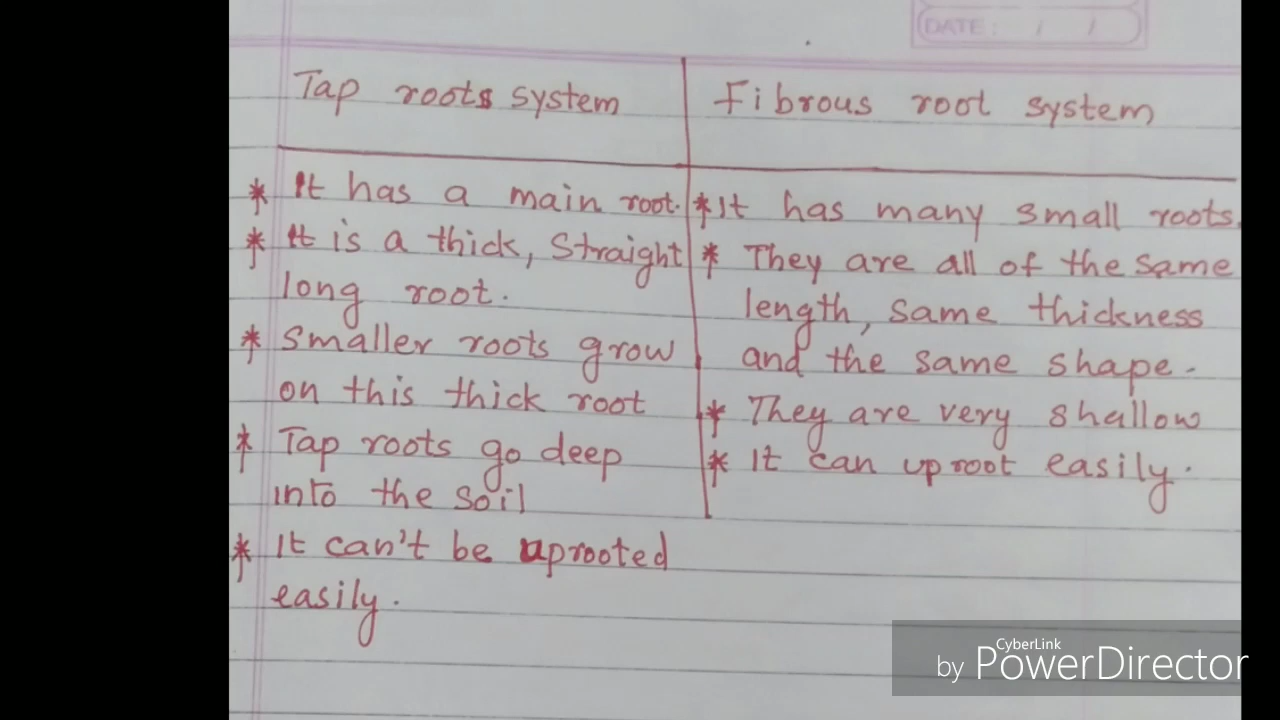 DATE: / /
Tap roots system
Fibrous root system
* It has a main root.
* It is a thick, Straight
long root.
* Smaller roots grow
on this thick root
* Tap roots go deep
into the soil
* It can't be uprooted
easily.
* It has many small roots.
* They are all of the same
length, same thickness
and the same shape.
* They are very shallow
* It can uproot easily.
CyberLink
by PowerDirector